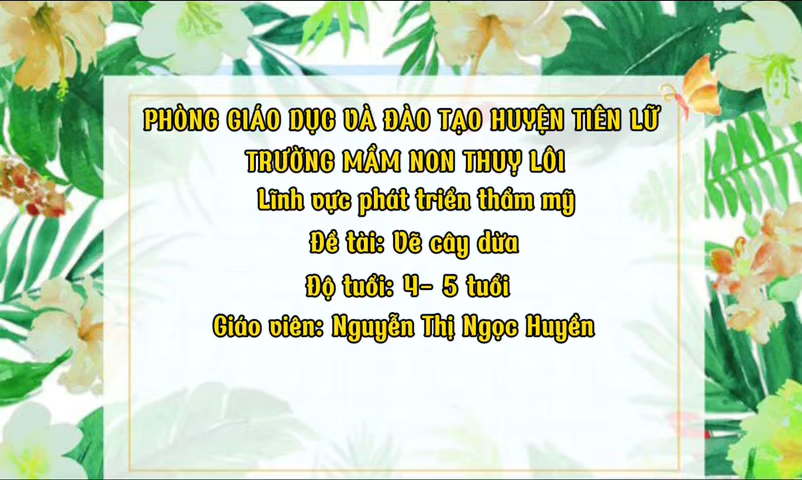 PHÒNG GIÁO DỤC VÀ ĐÀO TẠO HUYỆN TIÊN LỮ
TRƯỜNG MẦM NON THUỴ LÔI
Lĩnh vực phát triển thẩm mỹ
Đề tài: Vẽ cây dừa
Độ tuổi: 4- 5 tuổi
Giáo viên: Nguyễn Thị Ngọc Huyền